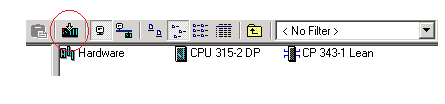 < No Filter >
Hardware CPU 315-2 DP CP 343-1 Lean